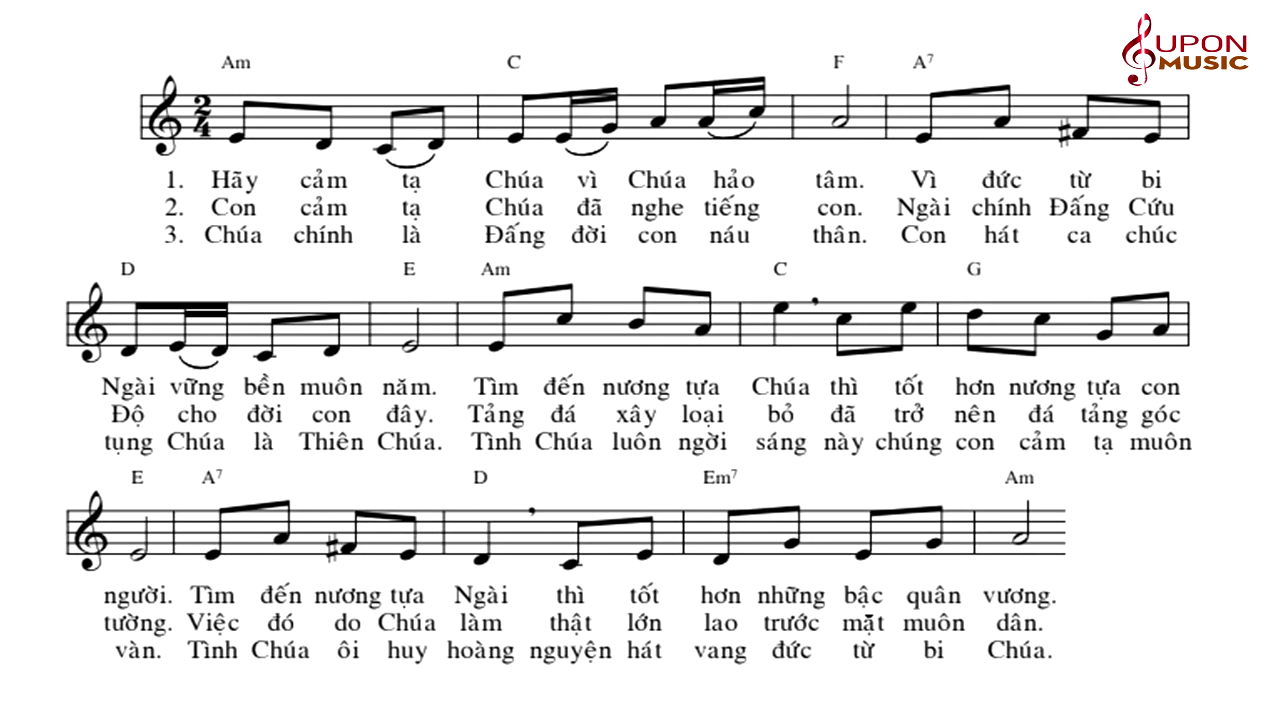 UPON
MUSIC
Am C F A7
2
4
1. Hãy cảm tạ Chúa vì Chúa hảo tâm. Vì đức từ bi
2. Con cảm tạ Chúa đã nghe tiếng con. Ngài chính Đấng Cứu
3. Chúa chính là Đấng đời con náu thân. Con hát ca chúc
D E Am C G
Ngài vững bền muôn năm. Tìm đến nương tựa Chúa thì tốt hơn nương tựa con
Độ cho đời con đây. Tảng đá xây loại bỏ đã trở nên đá tảng góc
tụng Chúa là Thiên Chúa. Tình Chúa luôn ngời sáng này chúng con cảm tạ muôn
E A7 D Em7 Am
người. Tìm đến nương tựa Ngài thì tốt hơn những bậc quân vương.
tường. Việc đó do Chúa làm thật lớn lao trước mặt muôn dân.
vàn. Tình Chúa ôi huy hoàng nguyện hát vang đức từ bi Chúa.